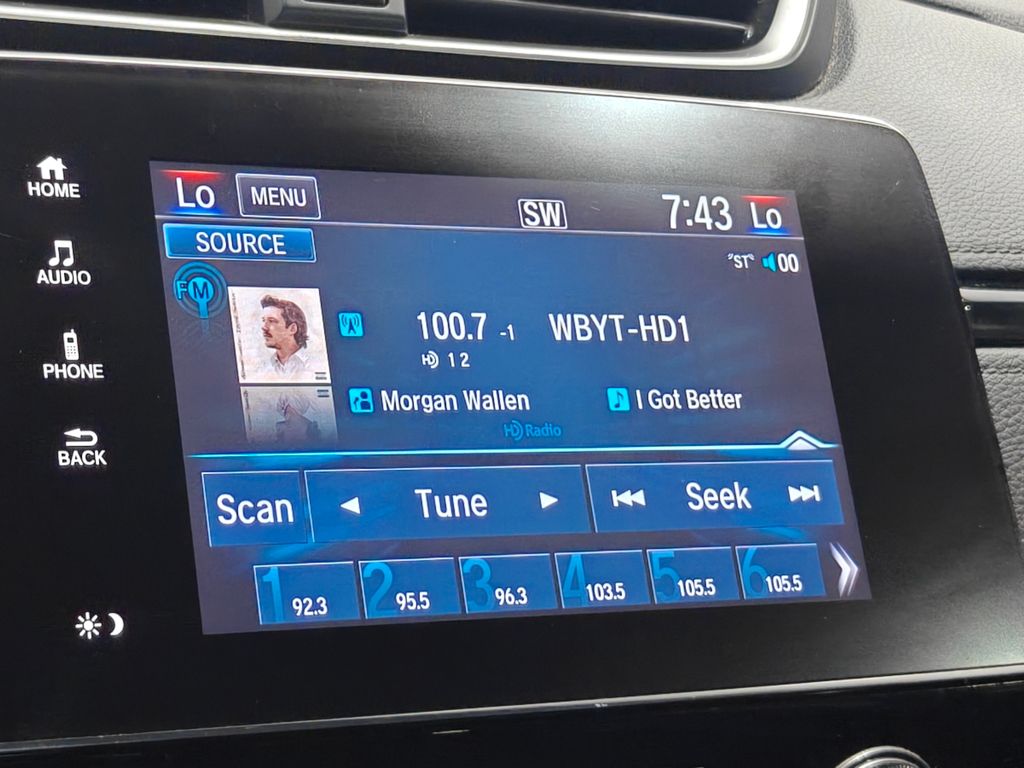 HOME
AUDIO
PHONE
BACK
Lo MENU SW 7:43 Lo
SOURCE
"ST" 00
FM
100.7 -1 WBYT-HD1
HD 1 2
Morgan Wallen I Got Better
HD Radio
Scan Tune Seek
1 92.3 2 95.5 3 96.3 4 103.5 5 105.5 6 105.5